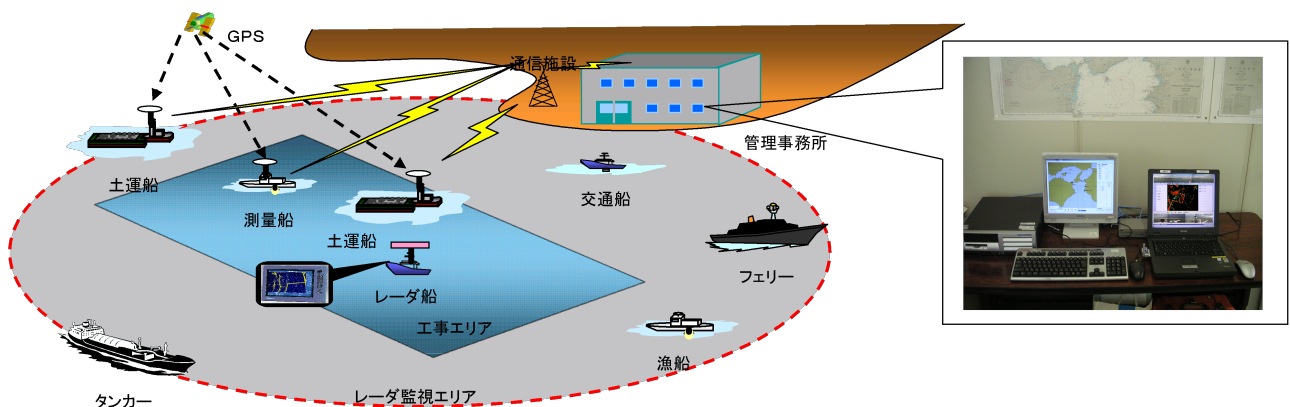 GPS
通信施設
管理事務所
土運船
測量船
交通船
土運船
フェリー
レーダ船
工事エリア
漁船
レーダ監視エリア
タンカー